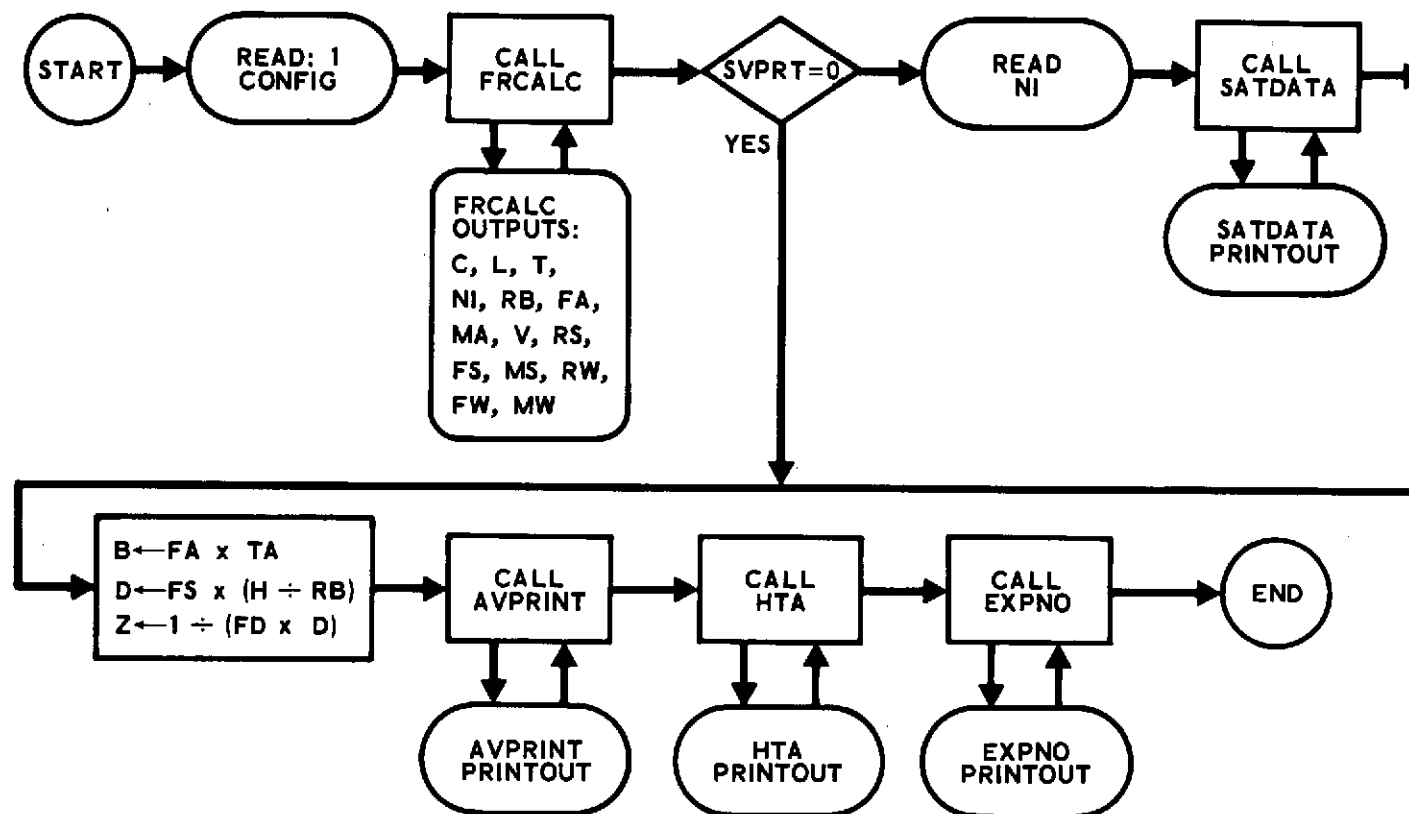 START
READ: 1
CONFIG
CALL
FRCALC
SVPRT=0
READ
NI
CALL
SATDATA
YES
FRCALC
OUTPUTS:
C, L, T,
NI, RB, FA,
MA, V, RS,
FS, MS, RW,
FW, MW
SATDATA
PRINTOUT
B←FA x TA
D←FS x (H ÷ RB)
Z←1 ÷ (FD x D)
CALL
AVPRINT
CALL
HTA
CALL
EXPNO
END
AVPRINT
PRINTOUT
HTA
PRINTOUT
EXPNO
PRINTOUT